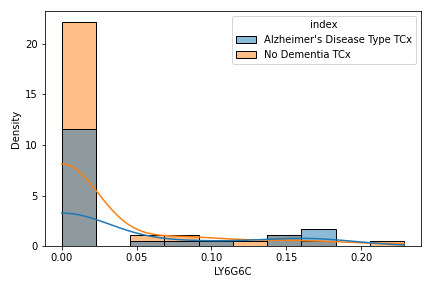 index
Alzheimer's Disease Type TCx
No Dementia TCx
Density
20
15
10
5
0
0.00 0.05 0.10 0.15 0.20
LY6G6C